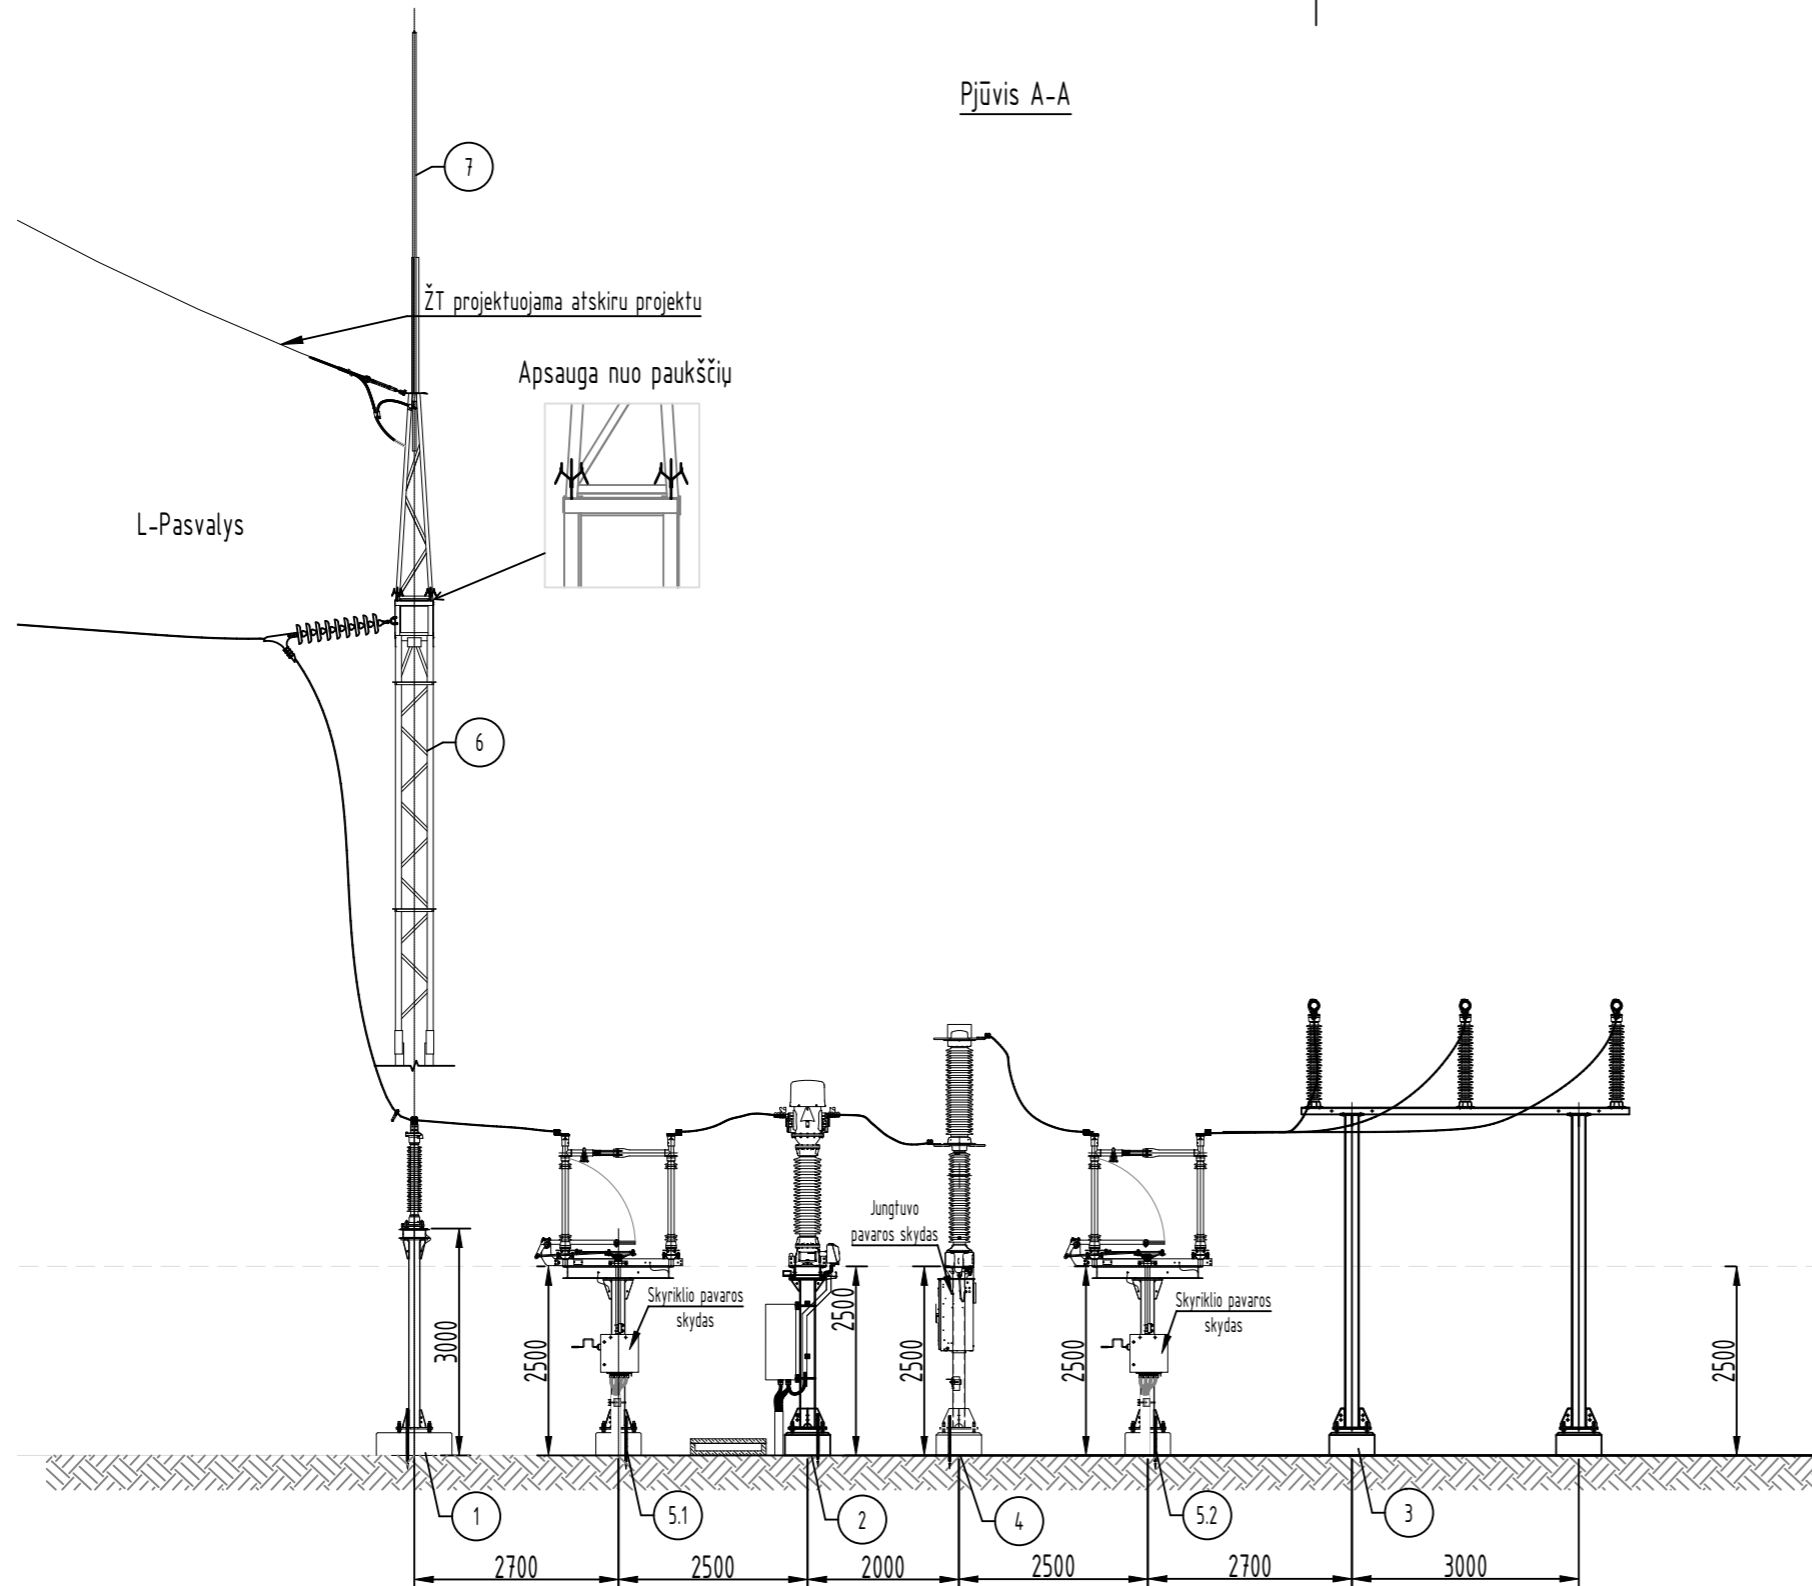 Pjūvis A-A
7
ŽT projektuojama atskiru projektu
Apsauga nuo paukščių
L-Pasvalys
6
Jungtuvo
pavaros skydas
Skyriklio pavaros
skydas
Skyriklio pavaros
skydas
3000
2500
2500
2500
2500
2500
1
5.1
2
4
5.2
3
2700
2500
2000
2500
2700
3000